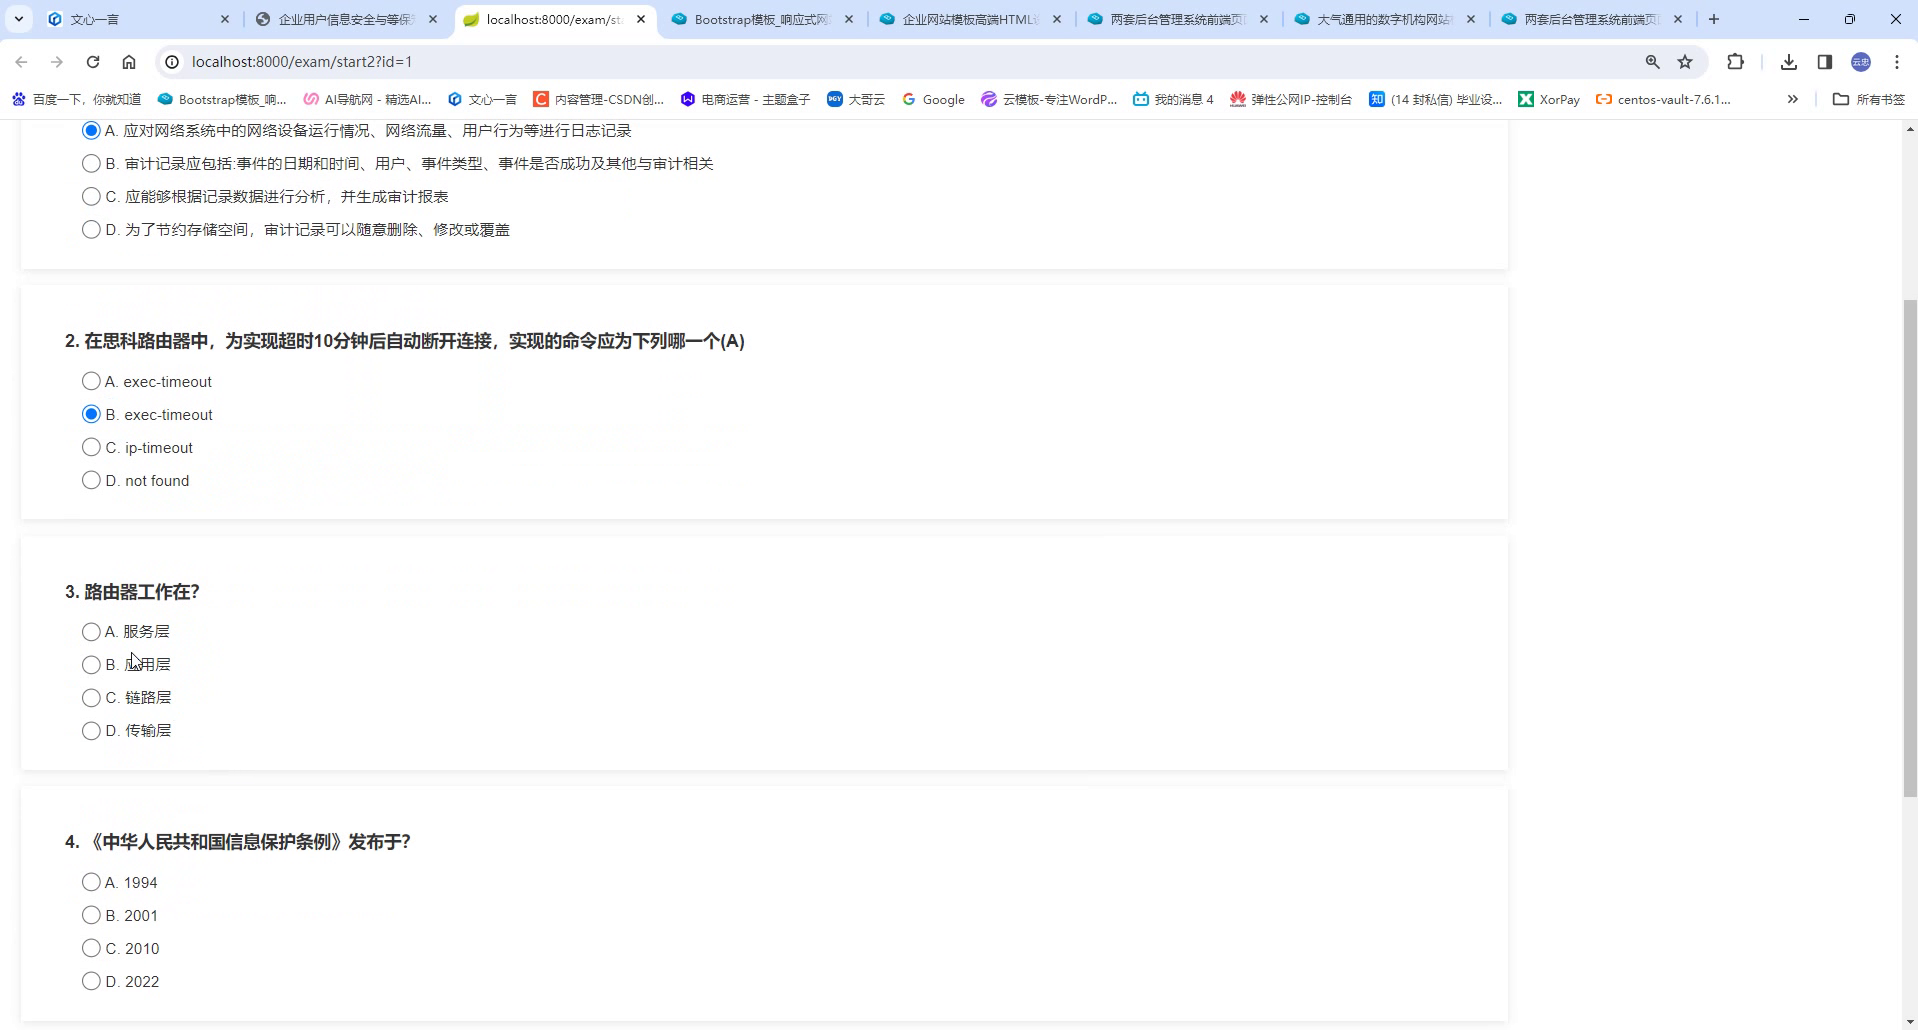 文心一言
企业用户信息安全与等保
localhost:8000/exam/sta
Bootstrap模板_响应式网
企业网站模板高端HTML
两套后台管理系统前端页
大气通用的数字机构网站
两套后台管理系统前端页
localhost:8000/exam/start2?id=1
云忠
百度一下，你就知道
Bootstrap模板_响...
AI导航网 - 精选AI...
文心一言
内容管理-CSDN创...
电商运营 - 主题盒子
大哥云
Google
云模板-专注WordP...
我的消息 4
弹性公网IP-控制台
(14 封私信) 毕业设...
XorPay
centos-vault-7.6.1...
所有书签
A. 应对网络系统中的网络设备运行情况、网络流量、用户行为等进行日志记录
B. 审计记录应包括:事件的日期和时间、用户、事件类型、事件是否成功及其他与审计相关
C. 应能够根据记录数据进行分析，并生成审计报表
D. 为了节约存储空间，审计记录可以随意删除、修改或覆盖
2. 在思科路由器中，为实现超时10分钟后自动断开连接，实现的命令应为下列哪一个(A)
A. exec-timeout
B. exec-timeout
C. ip-timeout
D. not found
3. 路由器工作在?
A. 服务层
B. 应用层
C. 链路层
D. 传输层
4. 《中华人民共和国信息保护条例》发布于?
A. 1994
B. 2001
C. 2010
D. 2022